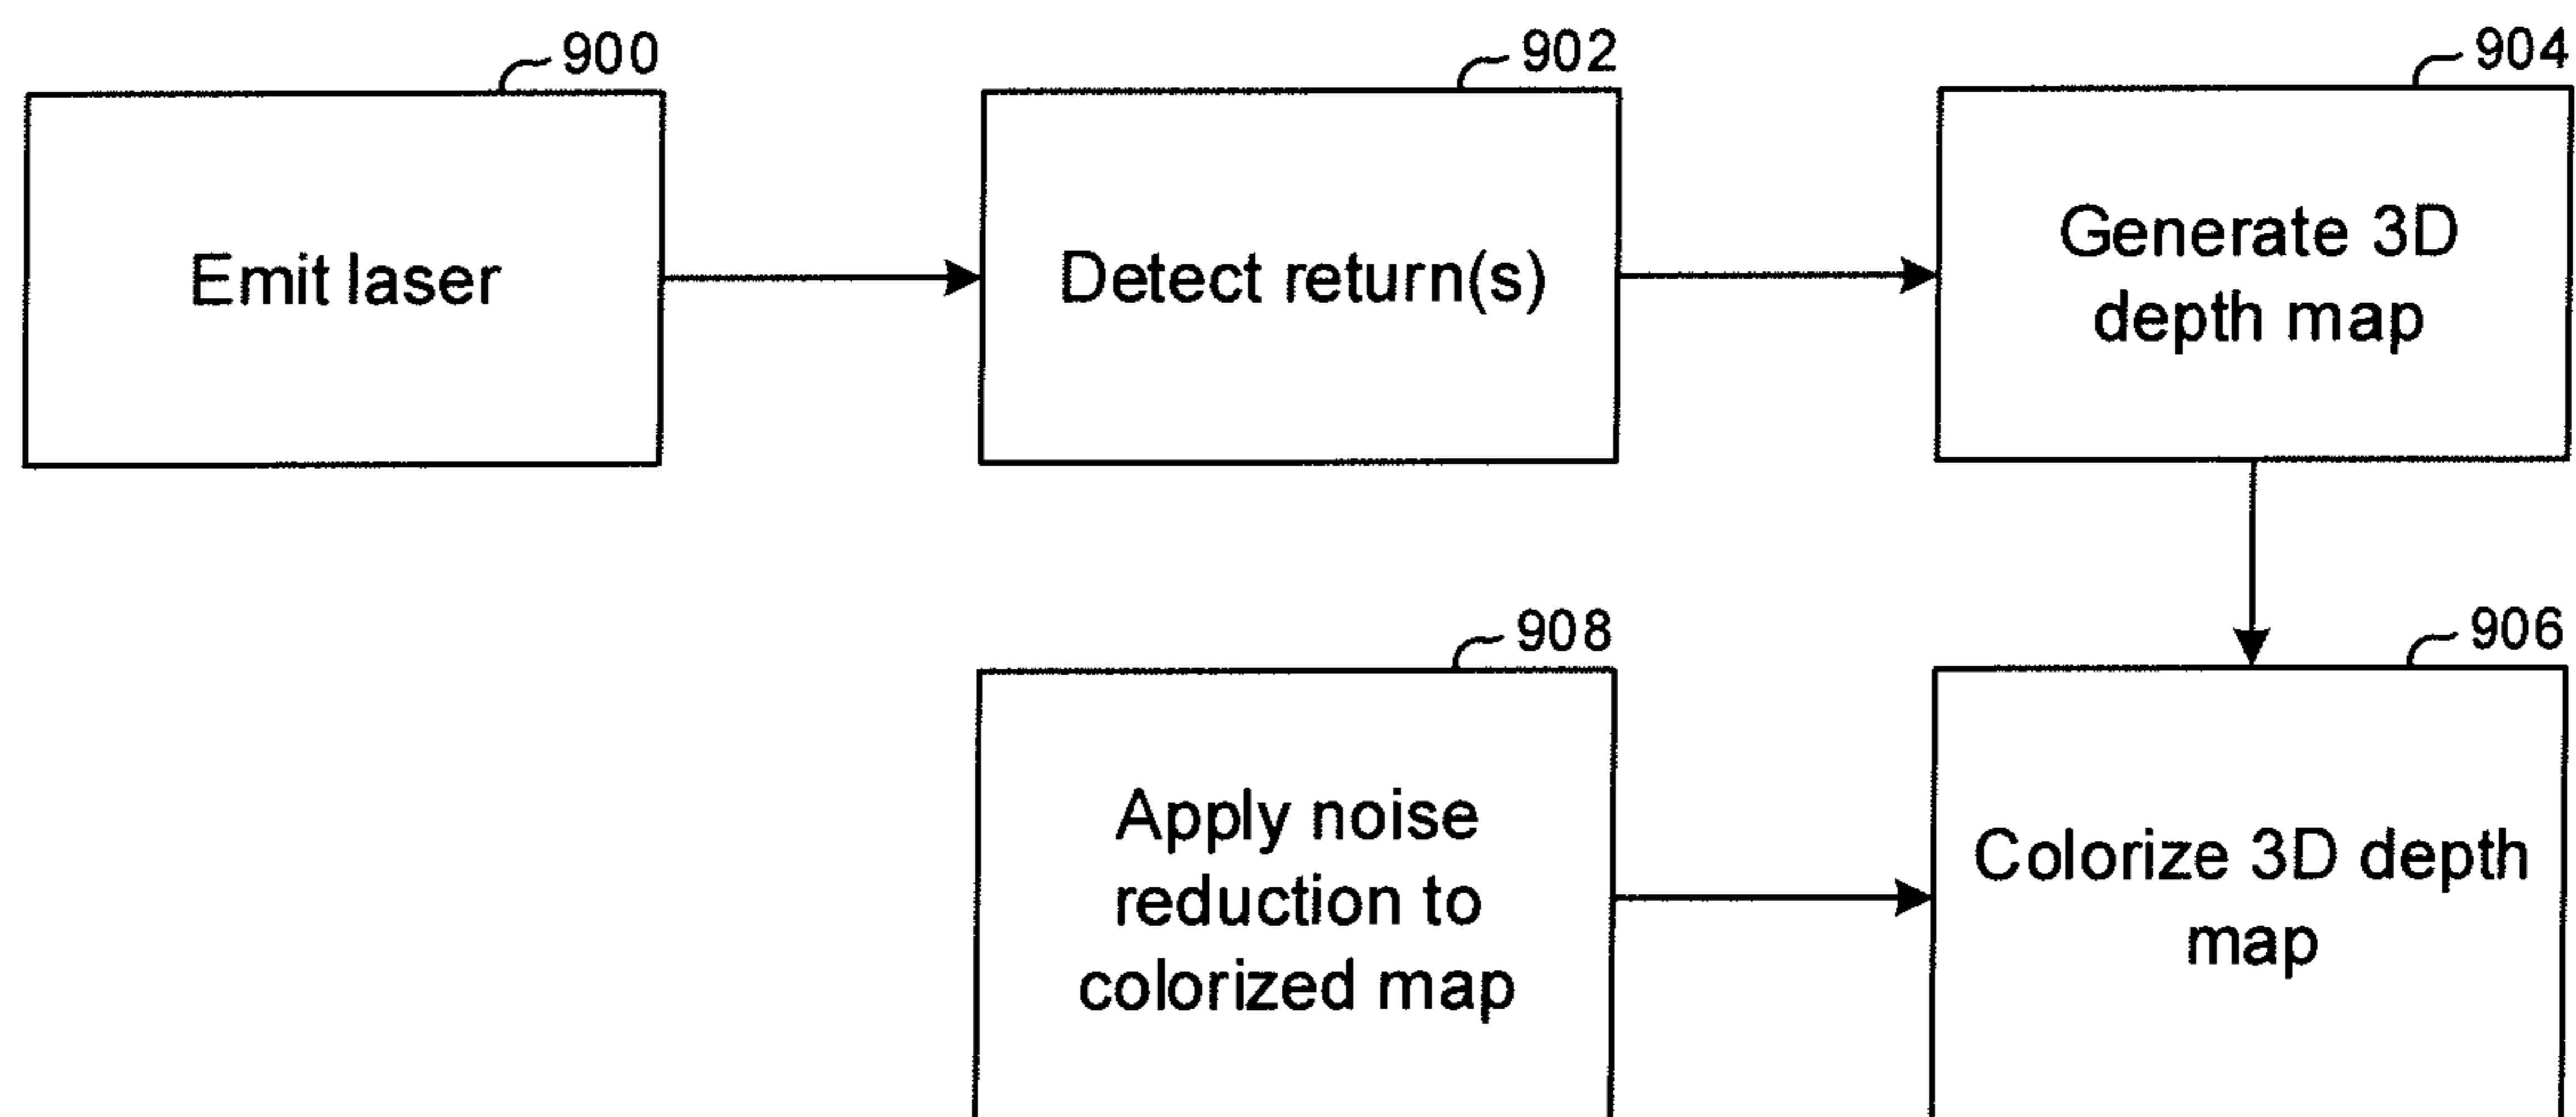 900
Emit laser
902
Detect return(s)
904
Generate 3D
depth map
908
Apply noise
reduction to
colorized map
906
Colorize 3D depth
map